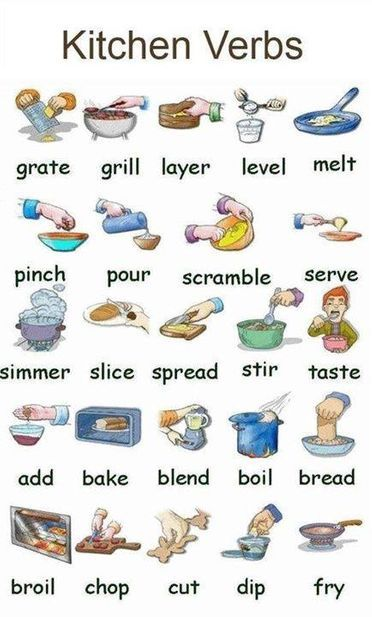 Kitchen Verbs
grate grill layer level melt
pinch pour scramble serve
simmer slice spread stir taste
add bake blend boil bread
broil chop cut dip fry